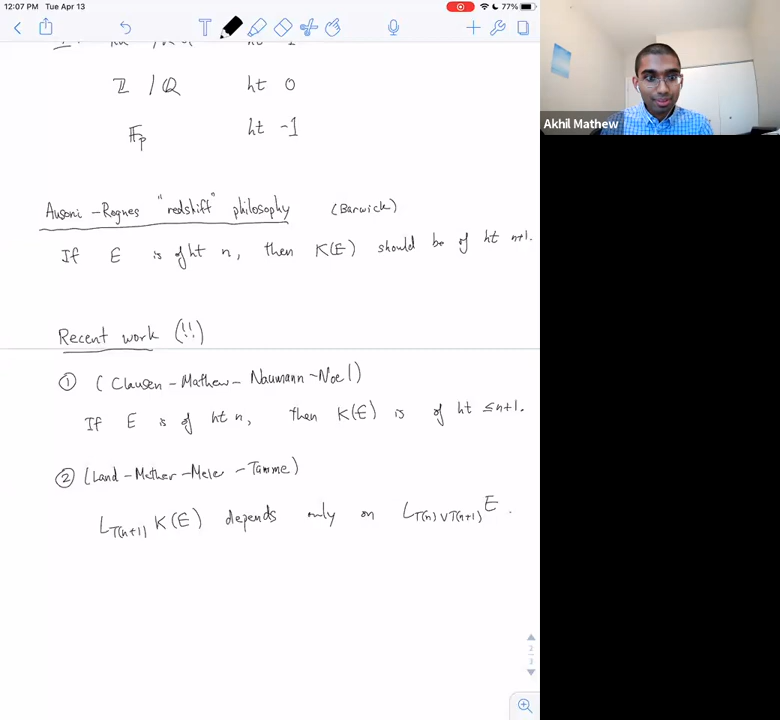 12:07 PM Tue Apr 13
77%
T
ht 1
ℤ / ℚ ht 0
𝔽p ht -1
Ausoni-Rognes "redshift" philosophy (Barwick)
If E is of ht n, then K(E) should be of ht n+1.
Recent work (!!)
① (Clausen-Mathew-Naumann-Noel)
If E is of ht n, then K(E) is of ht ≤n+1.
② (Land-Mathew-Meier-Tamme)
L_T(n+1) K(E) depends only on L_T(n)∨T(n+1) E.
Akhil Mathew